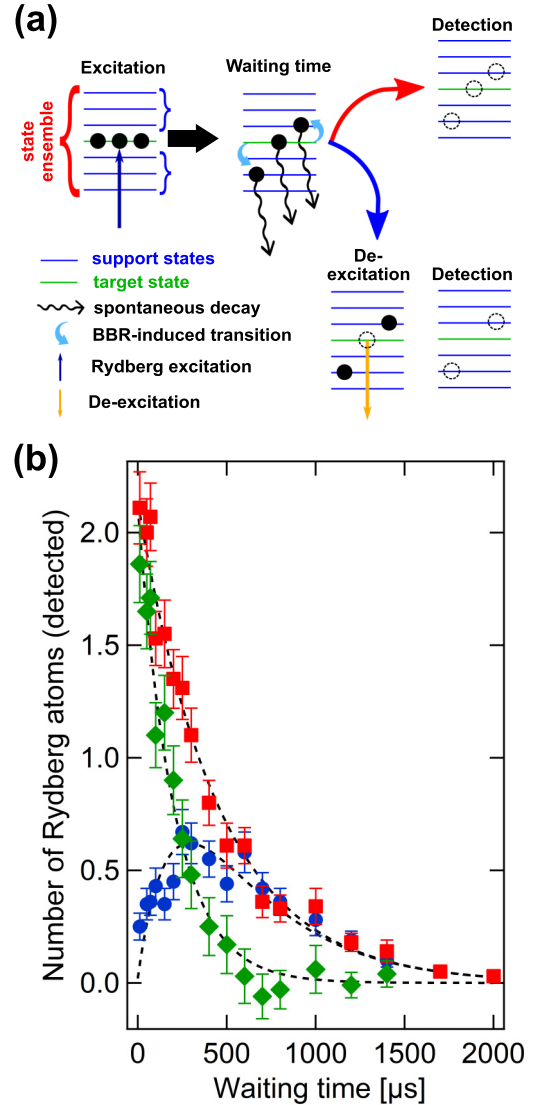 (a)
Detection
Excitation
Waiting time
state
ensemble
De-
excitation
Detection
support states
target state
spontaneous decay
BBR-induced transition
Rydberg excitation
De-excitation
(b)
Number of Rydberg atoms (detected)
2.0
1.5
1.0
0.5
0.0
0
500
1000
1500
2000
Waiting time [µs]